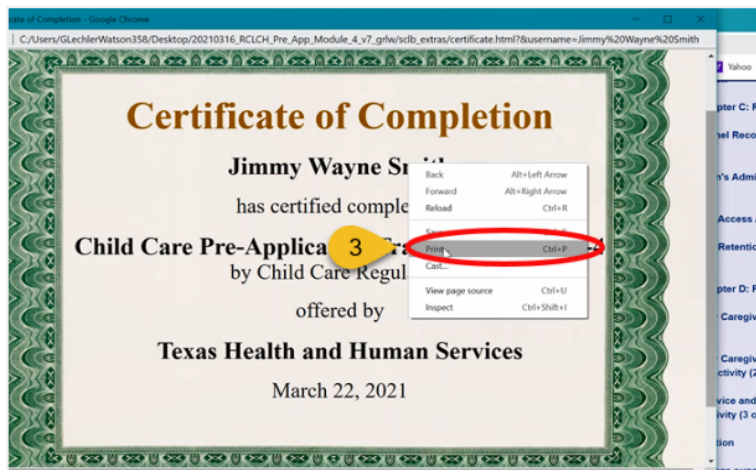 ate of Completion - Google Chrome
C:/Users/GLechlerWatson358/Desktop/20210316_RCLCH_Pre_App_Module_4_v7_grlw/sclb_extras/certificate.html?&username=Jimmy%20Wayne%20Smith
Yahoo
Certificate of Completion
Jimmy Wayne
has certified comple
Child Care Pre-Applica
by Child Care Regul
offered by
Texas Health and Human Services
March 22, 2021
3
Back Alt+Left Arrow
Forward Alt+Right Arrow
Reload Ctrl+R
Print... Ctrl+P
Cast...
View page source Ctrl+U
Inspect Ctrl+Shift+I
pter C: R
nel Reco
n's Admi
Access
Retentio
pter D: F
Caregiv
Caregiv
ctivity (2
vice and
ivity (3 o
tion